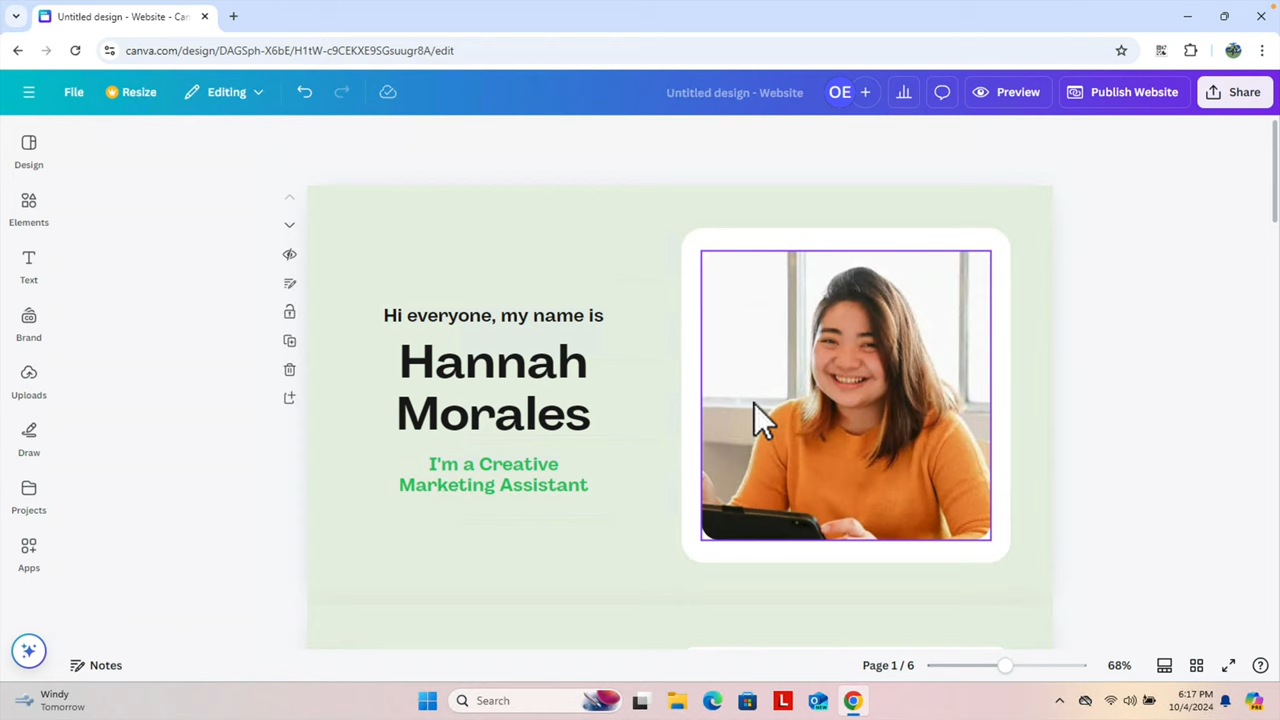 Untitled design - Website - Can
canva.com/design/DAGSph-X6bE/H1tW-c9CEKXE9SGsuugr8A/edit
File
Resize
Editing
Untitled design - Website
OE
Preview
Publish Website
Share
Design
Elements
Text
Brand
Uploads
Draw
Projects
Apps
Hi everyone, my name is
Hannah
Morales
I'm a Creative
Marketing Assistant
Notes
Page 1 / 6
68%
Windy
Tomorrow
Search
NEW
L
6:17 PM
10/4/2024
PRE